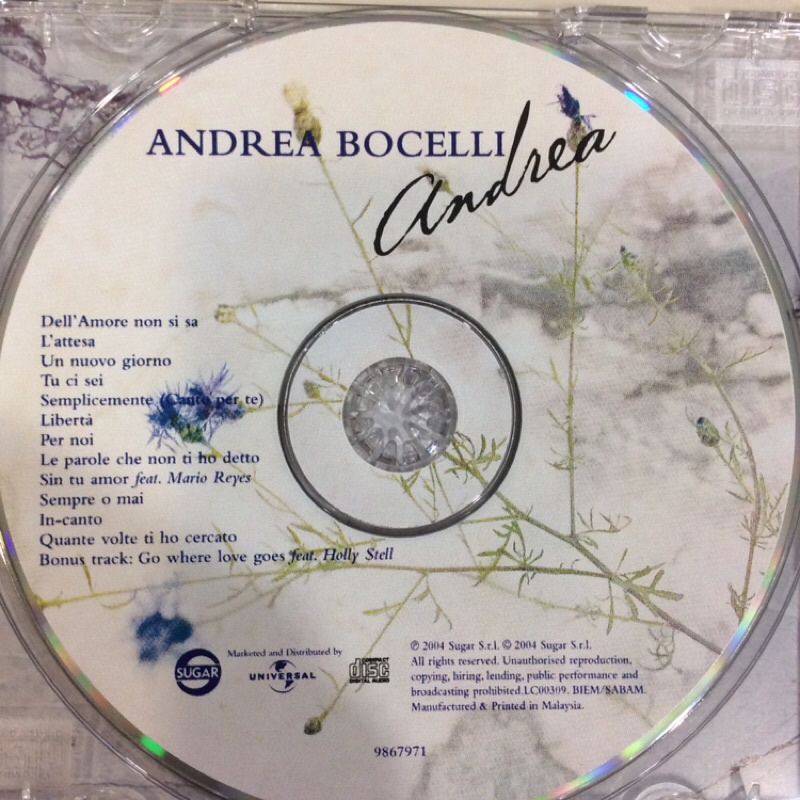 ANDREA BOCELLI
Andrea
Dell'Amore non si sa
L'attesa
Un nuovo giorno
Tu ci sei
Semplicemente (Canto per te)
Libertà
Per noi
Le parole che non ti ho detto
Sin tu amor feat. Mario Reyes
Sempre o mai
In-canto
Quante volte ti ho cercato
Bonus track: Go where love goes feat. Holly Stell
Marketed and Distributed by
SUGAR
UNIVERSAL
COMPACT
disc
DIGITAL AUDIO
℗ 2004 Sugar S.r.l. © 2004 Sugar S.r.l.
All rights reserved. Unauthorised reproduction,
copying, hiring, lending, public performance and
broadcasting prohibited.LC00309. BIEM/SABAM.
Manufactured & Printed in Malaysia.
9867971